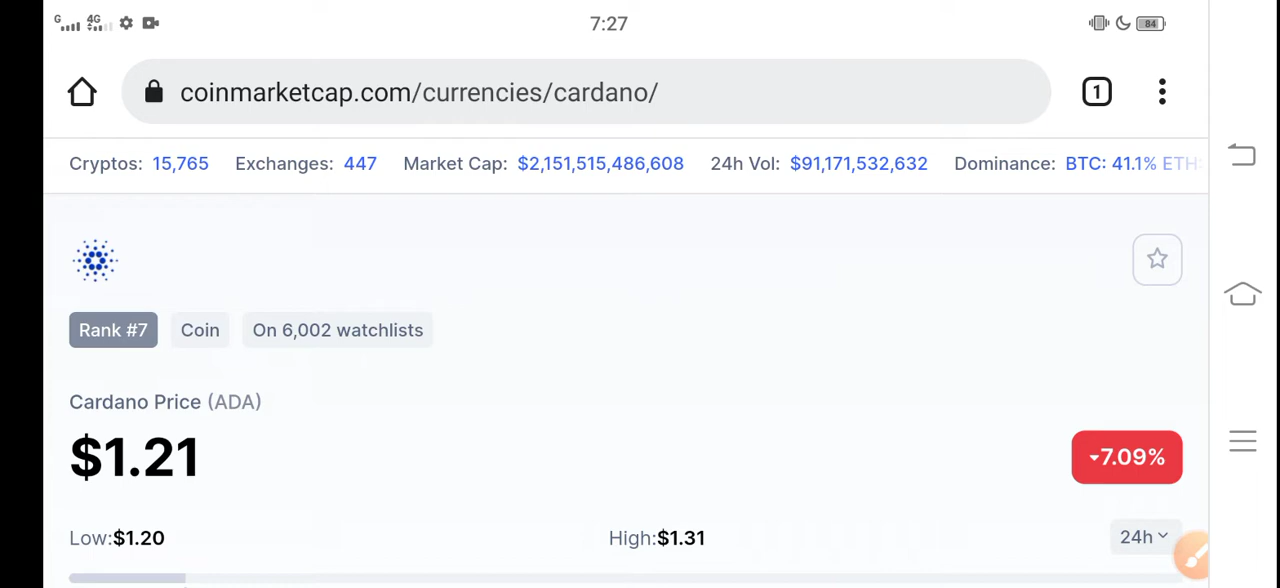 G 4G 7:27 84
coinmarketcap.com/currencies/cardano/ 1
Cryptos: 15,765 Exchanges: 447 Market Cap: $2,151,515,486,608 24h Vol: $91,171,532,632 Dominance: BTC: 41.1% ETH:
Rank #7 Coin On 6,002 watchlists
Cardano Price (ADA)
$1.21 7.09%
Low:$1.20 High:$1.31 24h